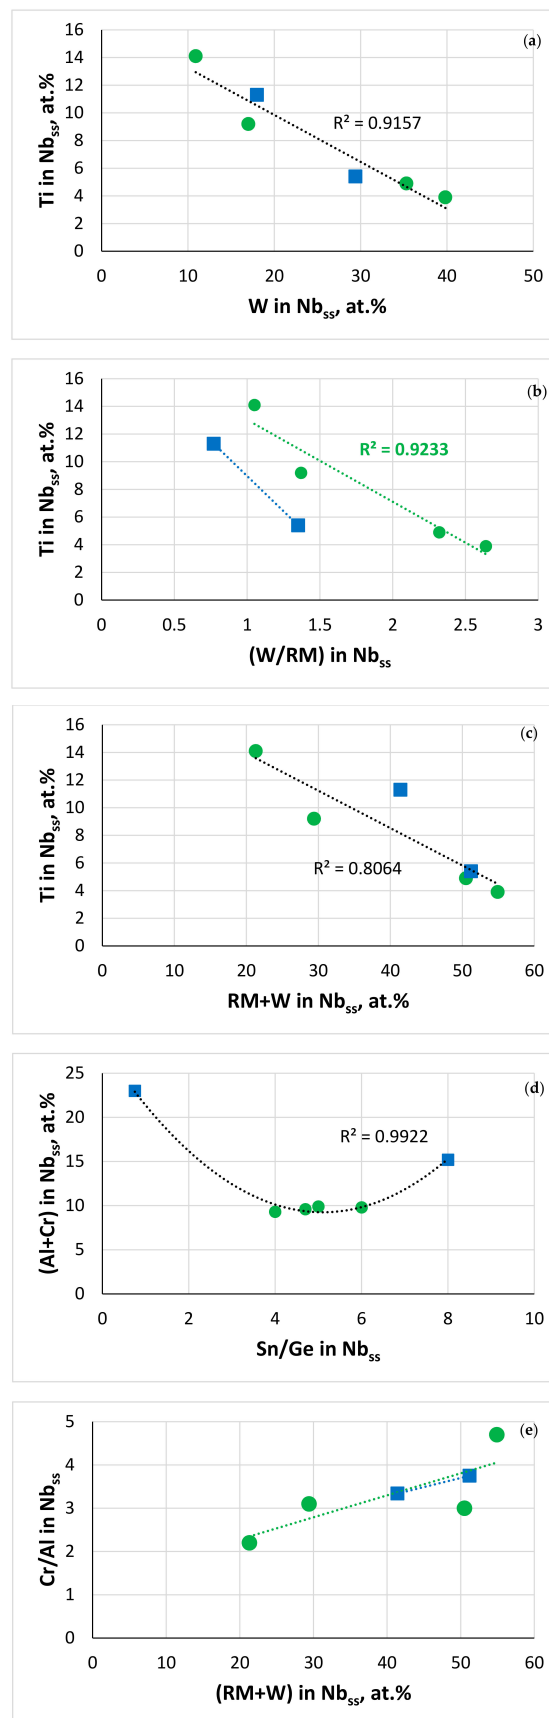 (a)
Ti in Nbss, at.%
16
14
12
10
8
6
4
2
0
R² = 0.9157
0 10 20 30 40 50
W in Nbss, at.%
(b)
Ti in Nbss, at.%
16
14
12
10
8
6
4
2
0
R² = 0.9233
0 0.5 1 1.5 2 2.5 3
(W/RM) in Nbss
(c)
Ti in Nbss, at.%
16
14
12
10
8
6
4
2
0
R² = 0.8064
0 10 20 30 40 50 60
RM+W in Nbss, at.%
(d)
(Al+Cr) in Nbss, at.%
25
20
15
10
5
0
R² = 0.9922
0 2 4 6 8 10
Sn/Ge in Nbss
(e)
Cr/Al in Nbss
5
4
3
2
1
0
0 10 20 30 40 50 60
(RM+W) in Nbss, at.%